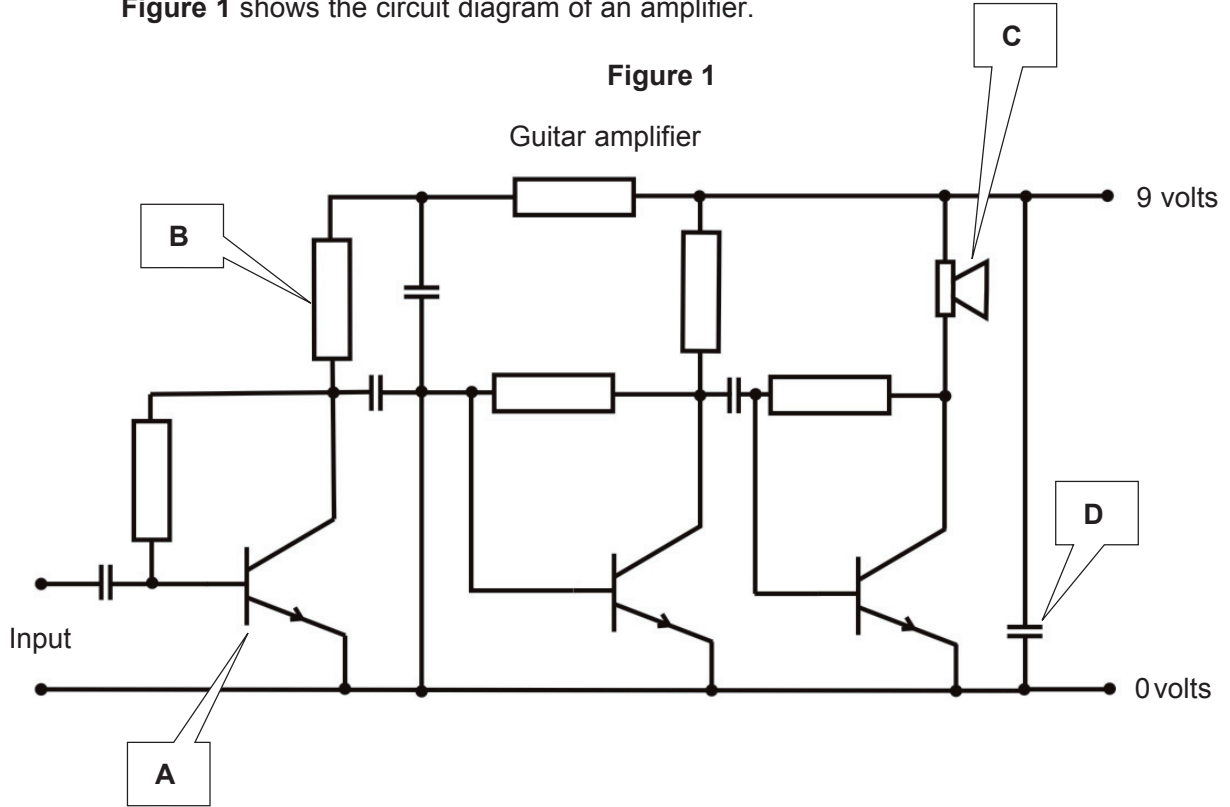 Figure 1 shows the circuit diagram of an amplifier.
C
Figure 1
Guitar amplifier
9 volts
B
D
Input
0 volts
A